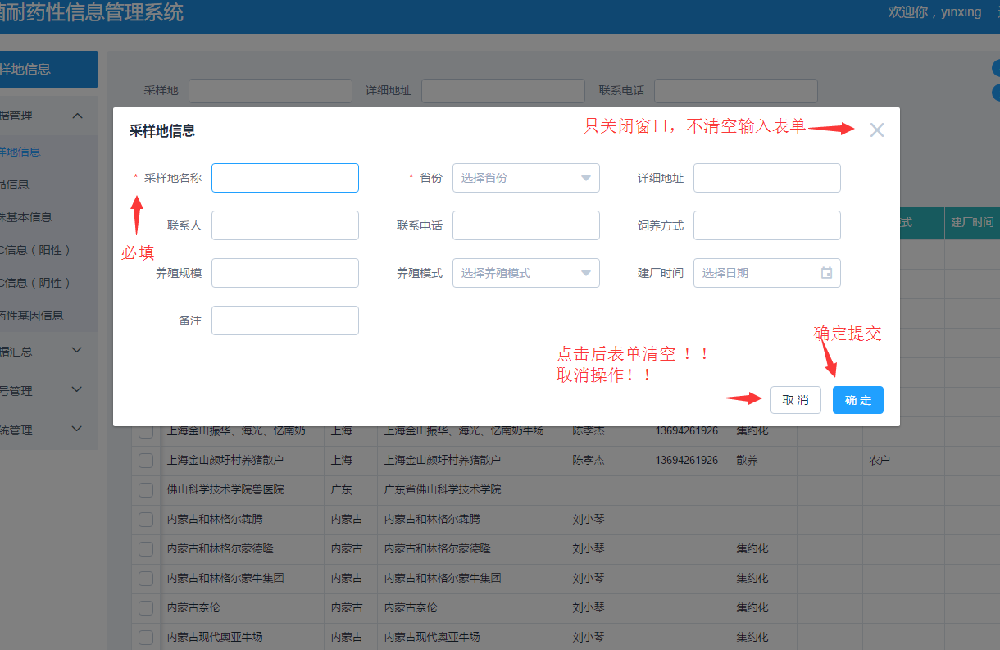 菌耐药性信息管理系统
欢迎你，yinxing
样地信息
采样地
详细地址
联系电话
据管理
样地信息
品信息
株基本信息
C信息（阳性）
C信息（阴性）
药性基因信息
据汇总
号管理
统管理
采样地信息
只关闭窗口，不清空输入表单
* 采样地名称
* 省份
选择省份
详细地址
联系人
联系电话
饲养方式
必填
养殖规模
养殖模式
选择养殖模式
建厂时间
选择日期
备注
点击后表单清空！！
取消操作！！
确定提交
取 消
确 定
式
建厂时间
上海金山振华、海光、忆南奶… 上海 上海金山振华、海光、忆南奶牛场 陈孝杰 13694261926 集约化
上海金山颜圩村养猪散户 上海 上海金山颜圩村养猪散户 陈孝杰 13694261926 散养 农户
佛山科学技术学院兽医院 广东 广东省佛山科学技术学院
内蒙古和林格尔犇腾 内蒙古 内蒙古和林格尔犇腾 刘小琴
内蒙古和林格尔蒙德隆 内蒙古 内蒙古和林格尔蒙德隆 刘小琴 集约化
内蒙古和林格尔蒙牛集团 内蒙古 内蒙古和林格尔蒙牛集团 刘小琴 集约化
内蒙古奈伦 内蒙古 内蒙古奈伦 刘小琴 集约化
内蒙古现代奥亚牛场 内蒙古 内蒙古现代奥亚牛场 刘小琴 集约化